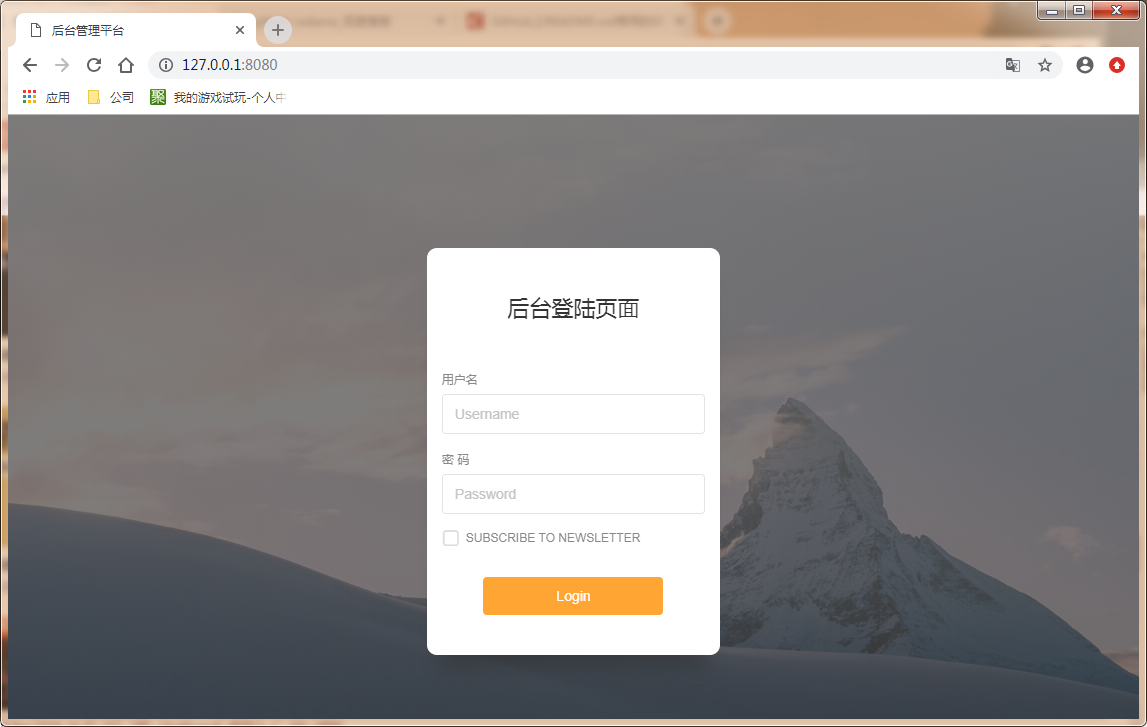 后台管理平台
127.0.0.1:8080
应用 公司 聚 我的游戏试玩-个人中
后台登陆页面
用户名
Username
密 码
Password
SUBSCRIBE TO NEWSLETTER
Login